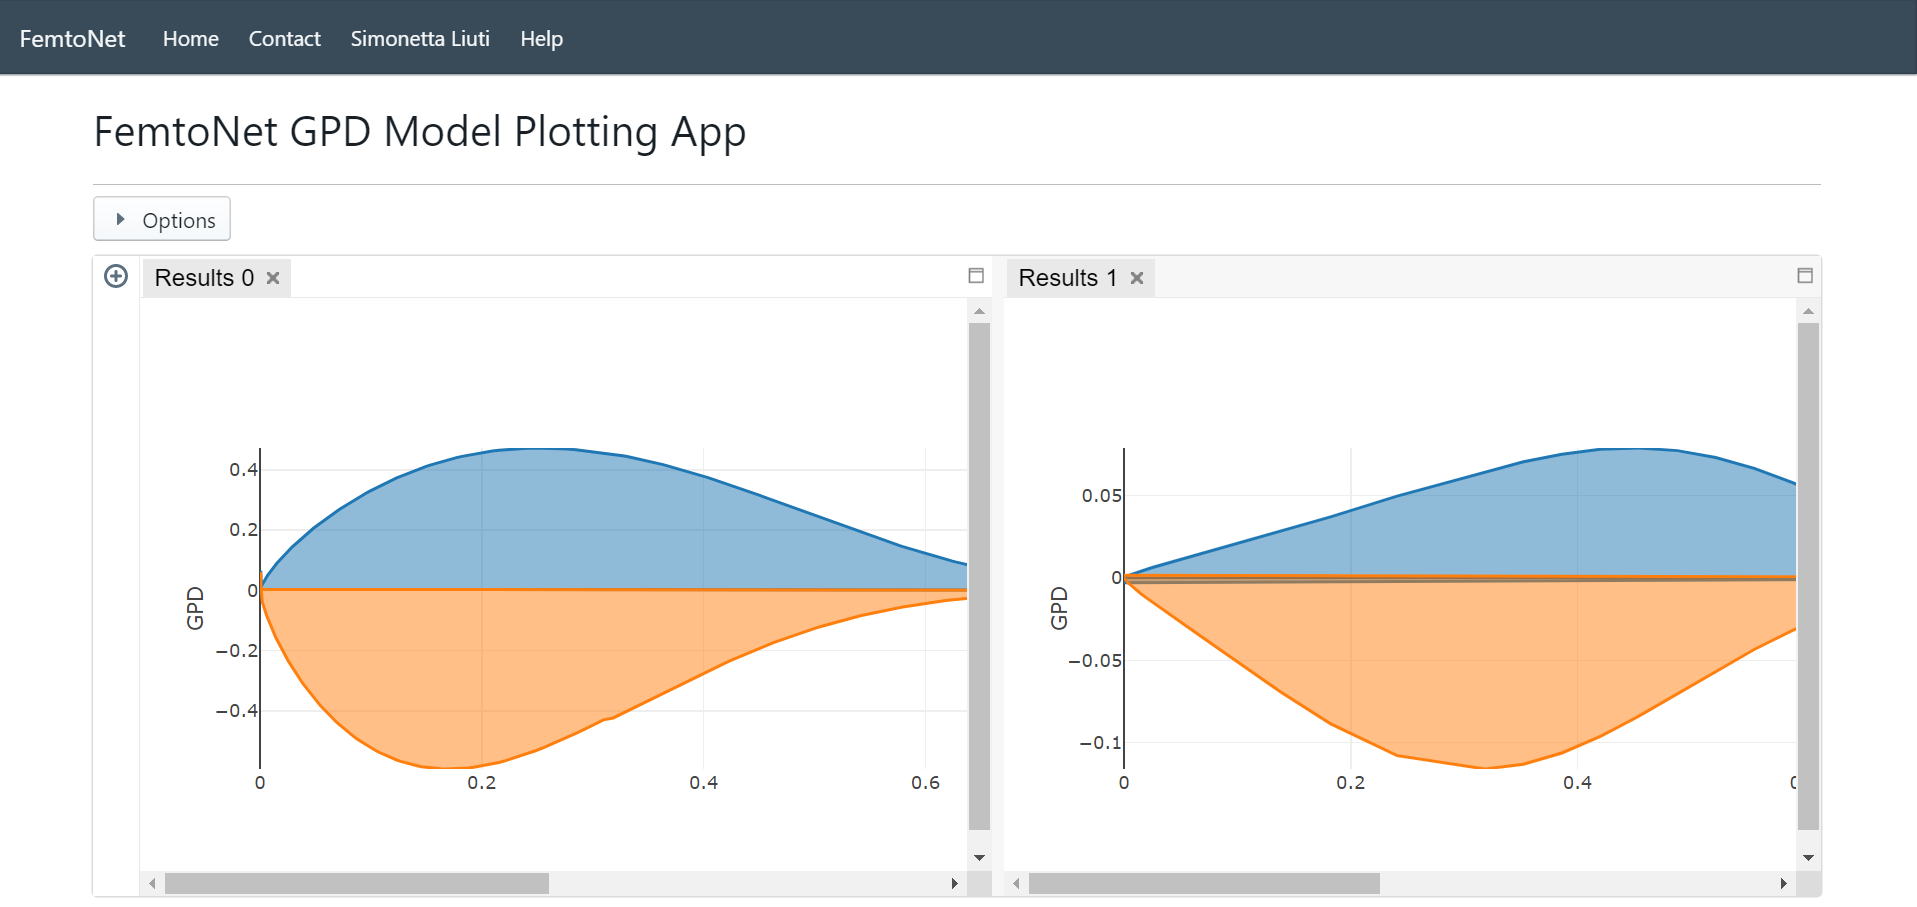 FemtoNet Home Contact Simonetta Liuti Help
FemtoNet GPD Model Plotting App
Options
Results 0
GPD
0.4
0.2
0
−0.2
−0.4
0 0.2 0.4 0.6
Results 1
GPD
0.05
0
−0.05
−0.1
0 0.2 0.4